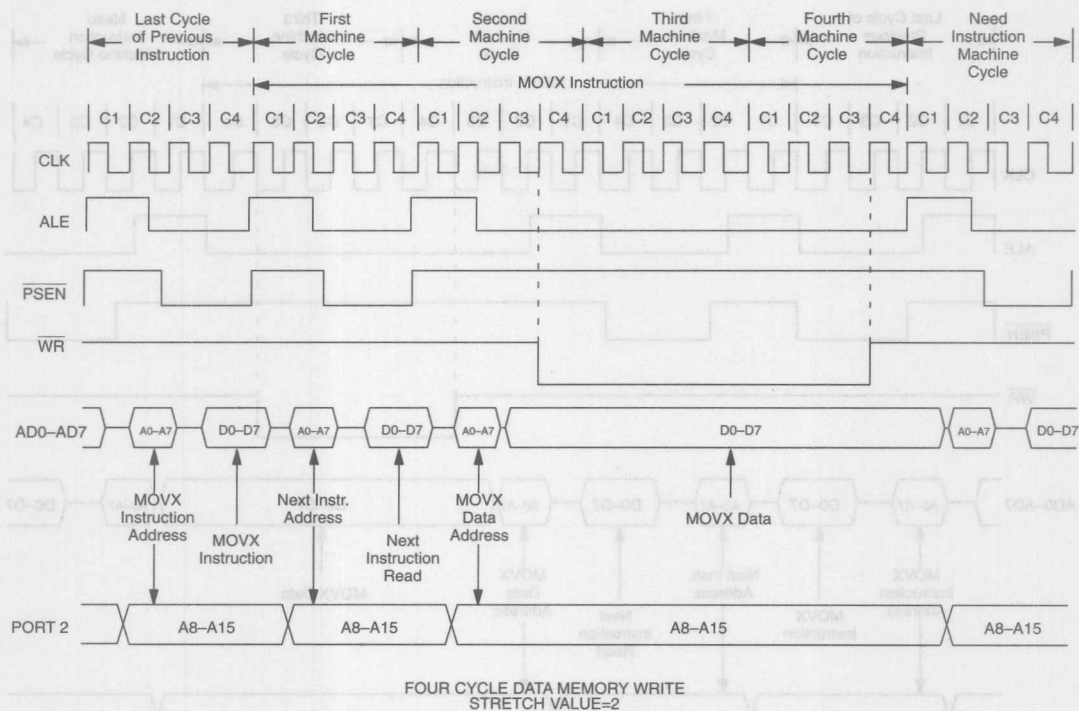 Last Cycle
of Previous
Instruction
First
Machine
Cycle
Second
Machine
Cycle
Third
Machine
Cycle
Fourth
Machine
Cycle
Need
Instruction
Machine
Cycle
MOVX Instruction
C1 C2 C3 C4 C1 C2 C3 C4 C1 C2 C3 C4 C1 C2 C3 C4 C1 C2 C3 C4 C1 C2 C3 C4
CLK
ALE
PSEN
WR
AD0–AD7 A0–A7 D0–D7 A0–A7 D0–D7 A0–A7 D0–D7 A0–A7 D0–D7
MOVX
Instruction
Address
MOVX
Instruction
Next Instr.
Address
Next
Instruction
Read
MOVX
Data
Address
MOVX Data
PORT 2 A8–A15 A8–A15 A8–A15 A8–A15
FOUR CYCLE DATA MEMORY WRITE
STRETCH VALUE=2